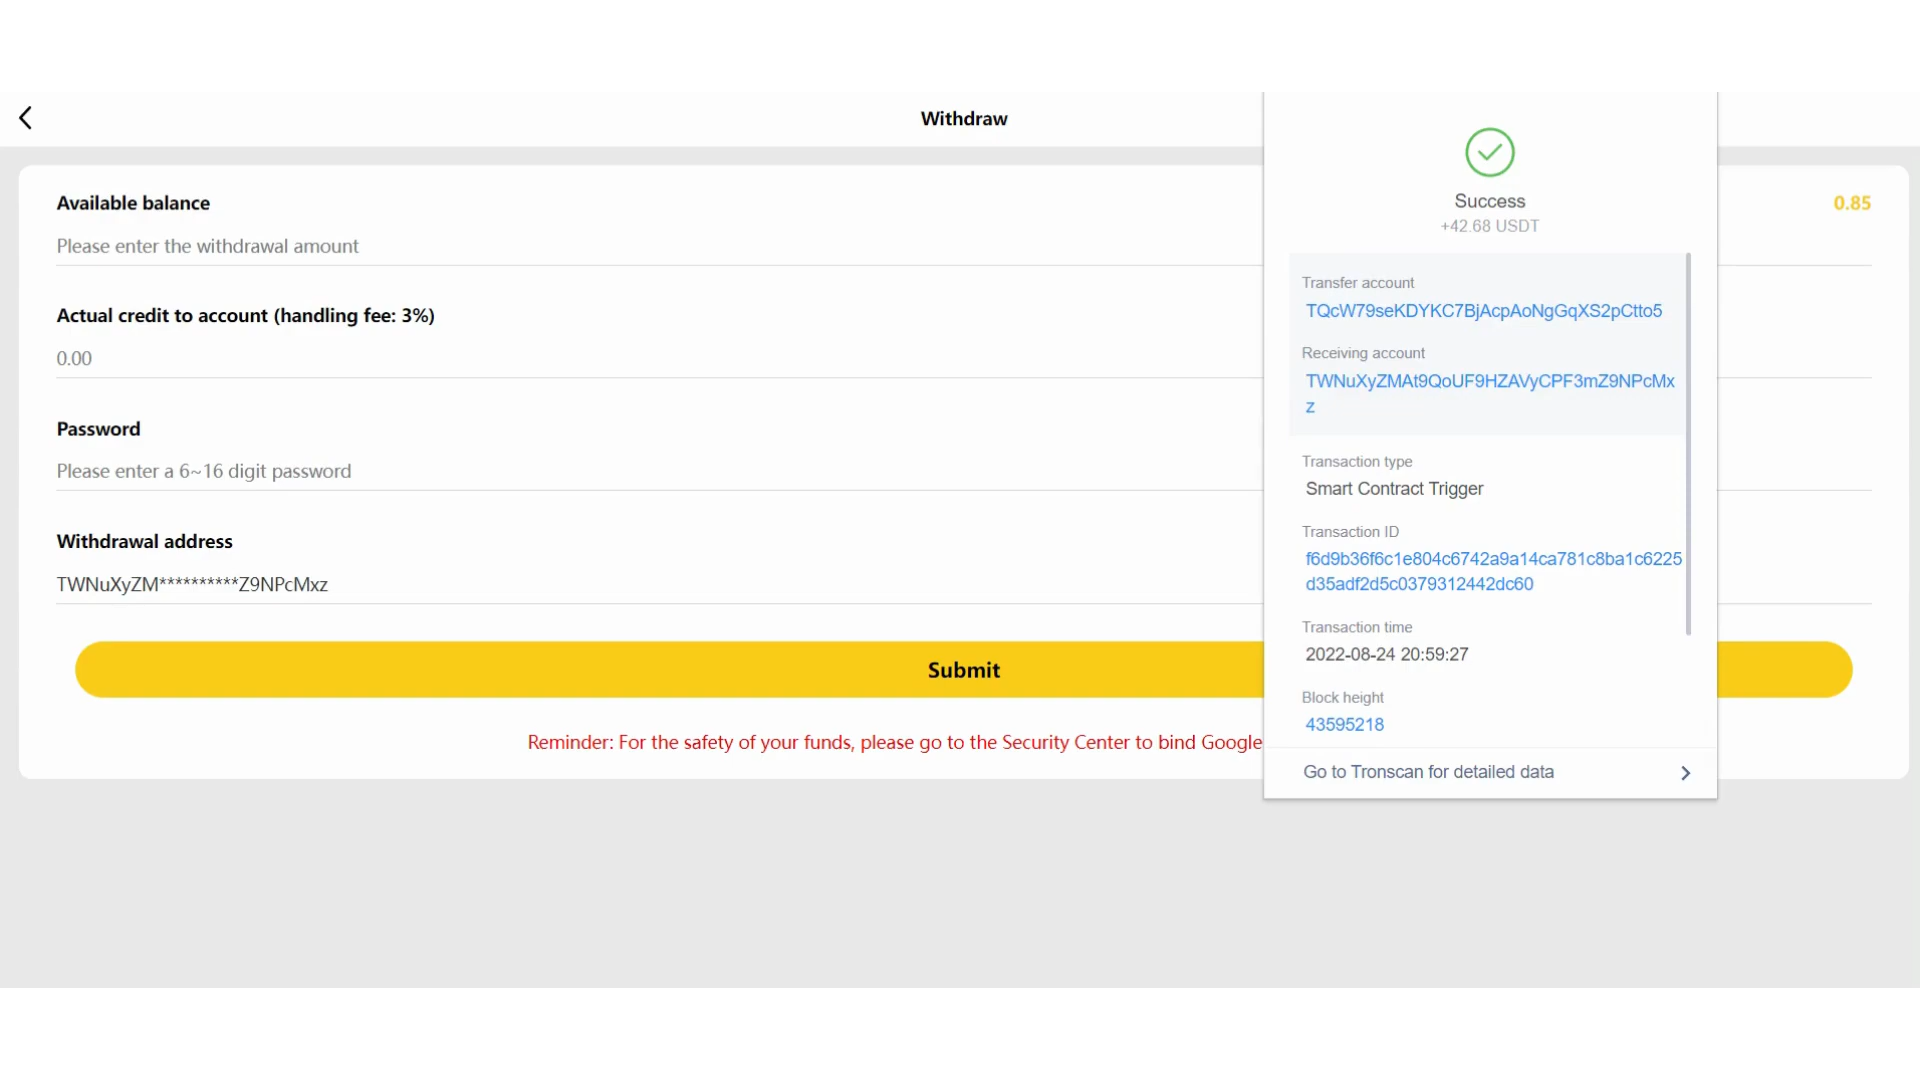 Withdraw
Available balance
0.85
Please enter the withdrawal amount
Actual credit to account (handling fee: 3%)
0.00
Password
Please enter a 6~16 digit password
Withdrawal address
TWNuXyZM**********Z9NPcMxz
Submit
Reminder: For the safety of your funds, please go to the Security Center to bind Google
Success
+42.68 USDT
Transfer account
TQcW79seKDYKC7BjAcpAoNgGqXS2pCtto5
Receiving account
TWNuXyZMAt9QoUF9HZAVyCPF3mZ9NPcMx
z
Transaction type
Smart Contract Trigger
Transaction ID
f6d9b36f6c1e804c6742a9a14ca781c8ba1c6225
d35adf2d5c0379312442dc60
Transaction time
2022-08-24 20:59:27
Block height
43595218
Go to Tronscan for detailed data